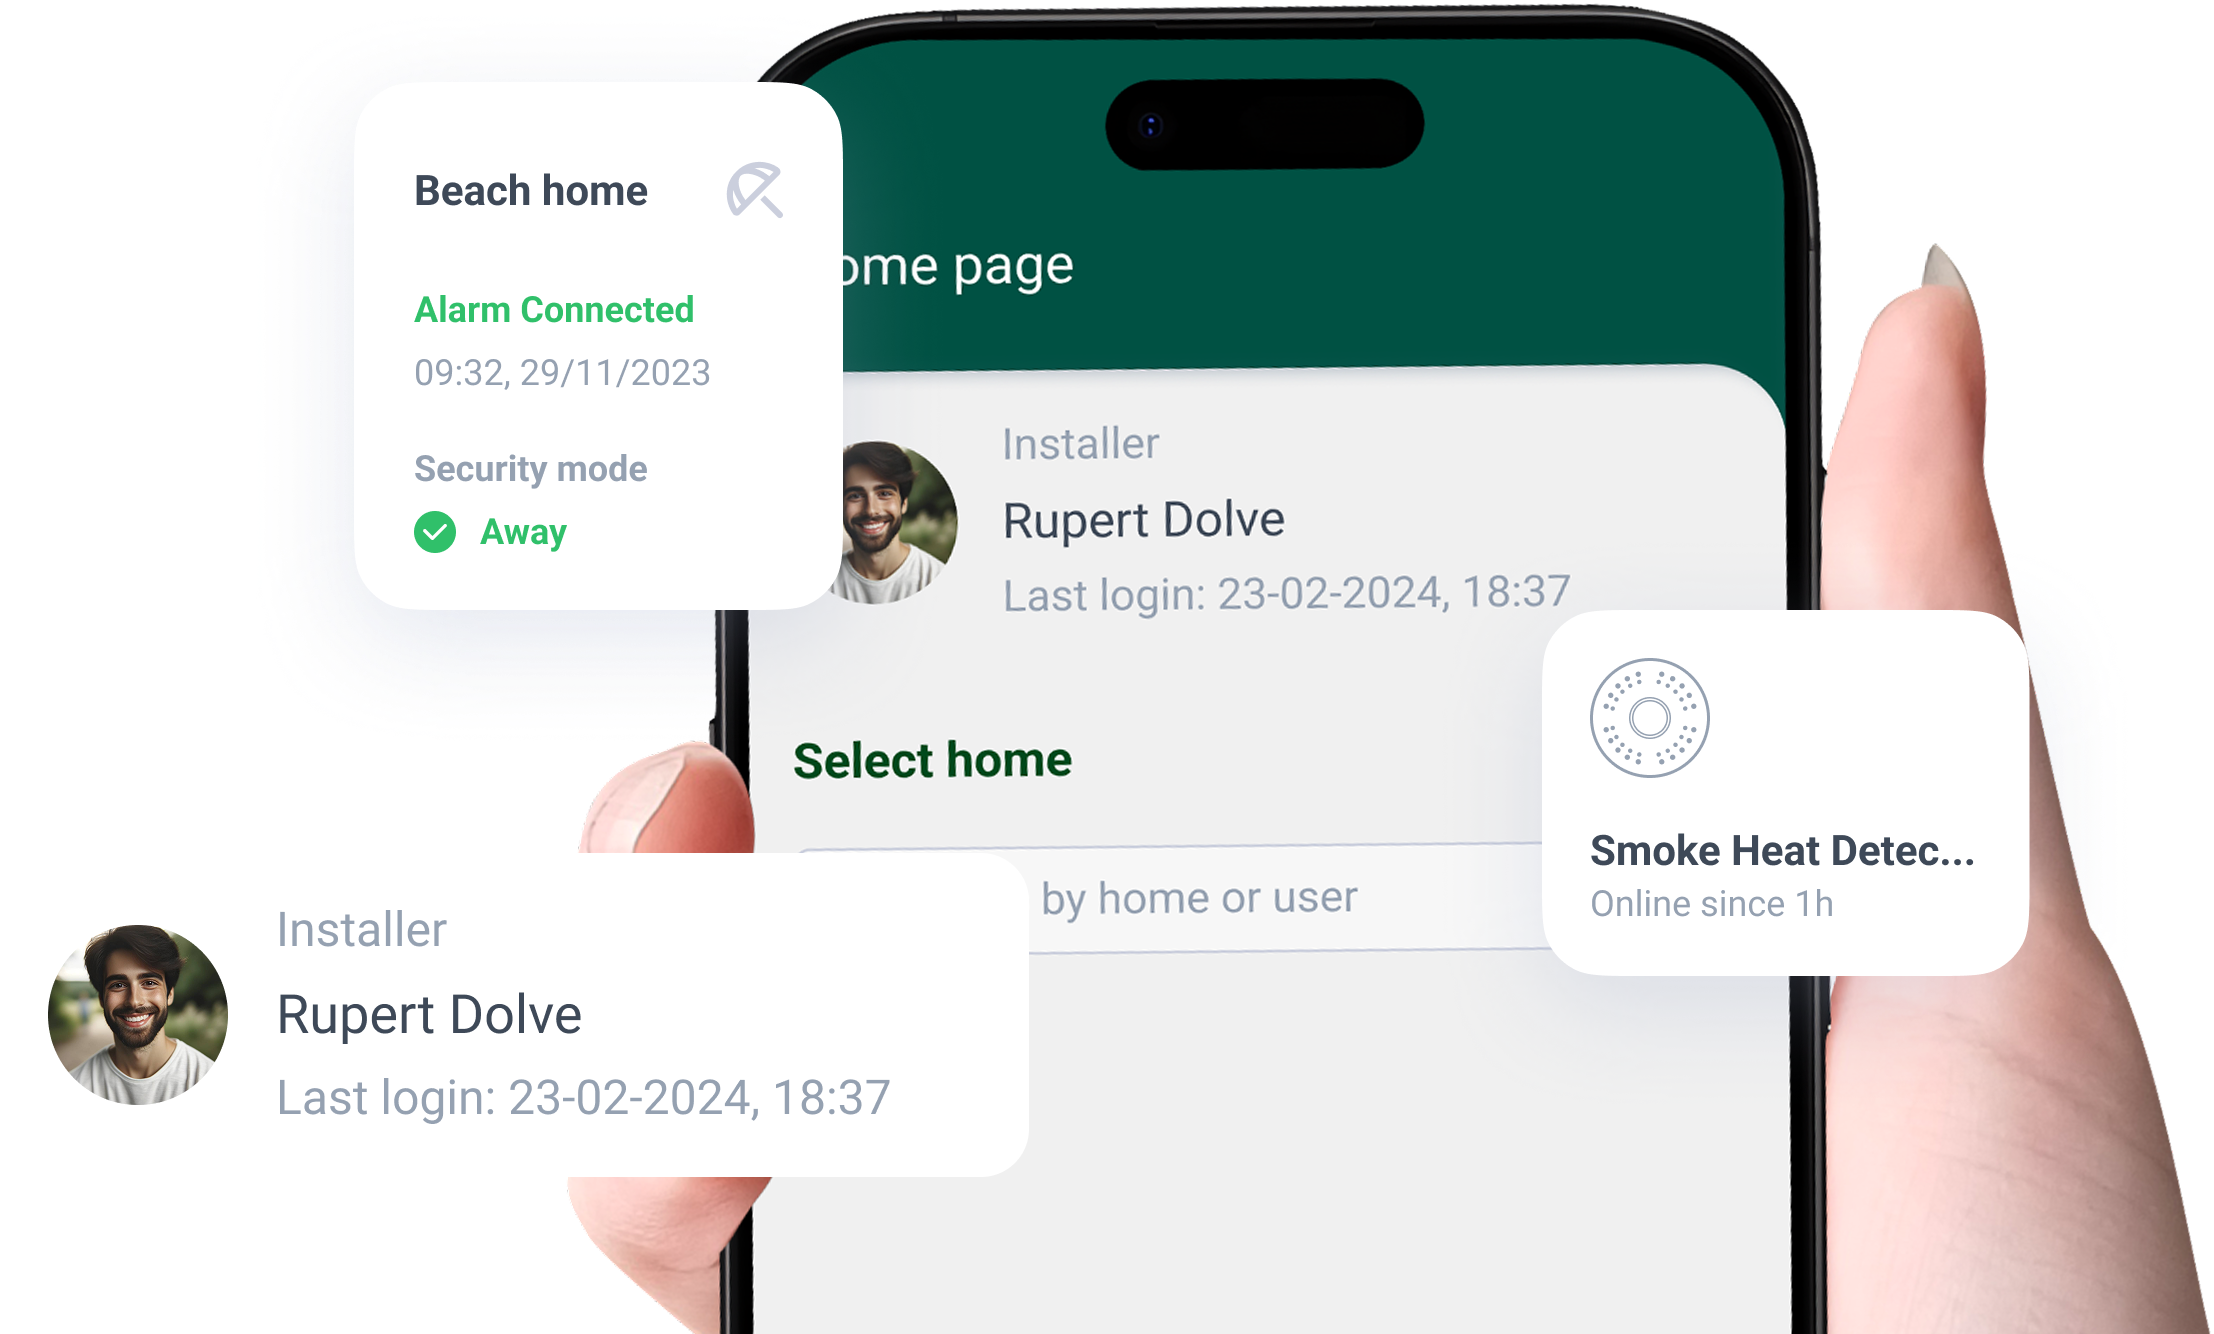 Beach home
Alarm Connected
09:32, 29/11/2023
Security mode
Away
ome page
Installer
Rupert Dolve
Last login: 23-02-2024, 18:37
Select home
by home or user
Smoke Heat Detec...
Online since 1h
Installer
Rupert Dolve
Last login: 23-02-2024, 18:37